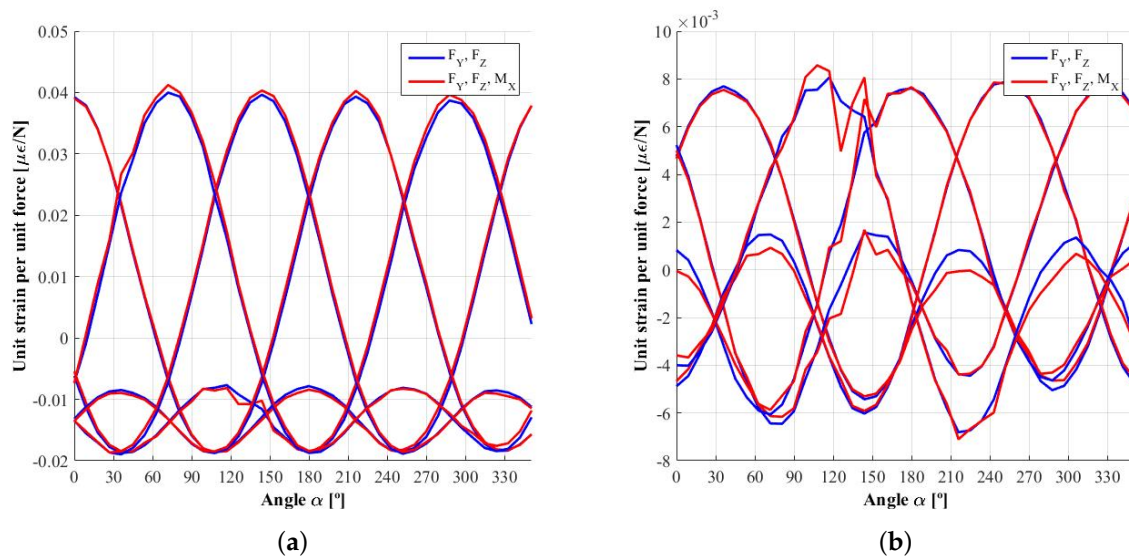 0.05
0.04
0.03
0.02
0.01
0
-0.01
-0.02
Unit strain per unit force [με/N]
0 30 60 90 120 150 180 210 240 270 300 330
Angle α [º]
F_Y, F_Z
F_Y, F_Z, M_X
(a)
×10⁻³
10
8
6
4
2
0
-2
-4
-6
-8
Unit strain per unit force [με/N]
0 30 60 90 120 150 180 210 240 270 300 330
Angle α [º]
F_Y, F_Z
F_Y, F_Z, M_X
(b)